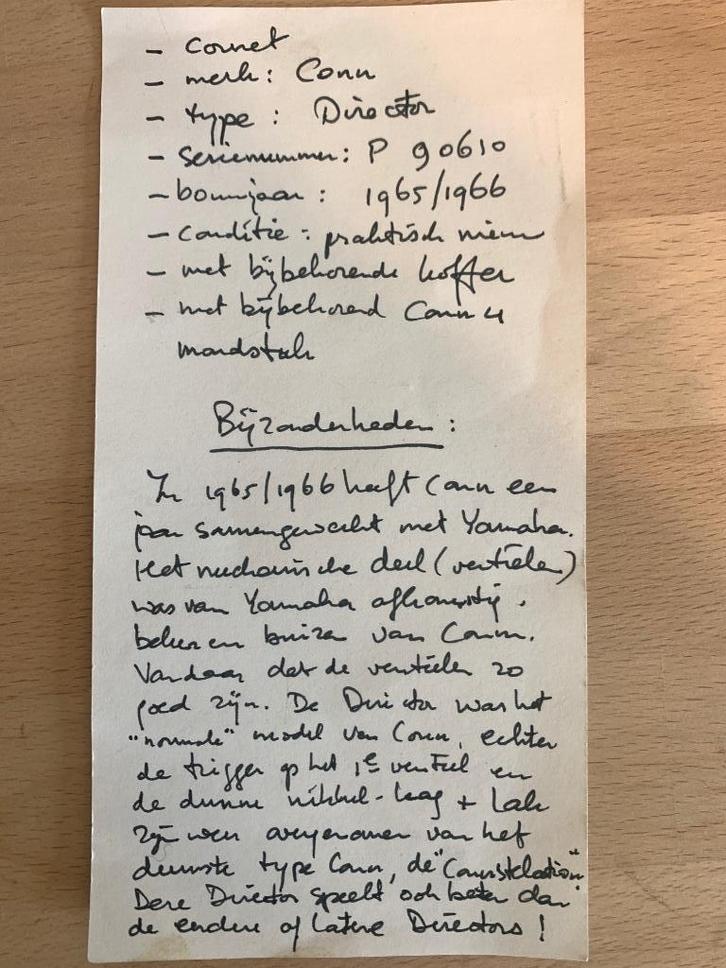 - cornet
- merk: Conn
- type : Director
- serienummer: P 90610
- bouwjaar : 1965/1966
- conditie : praktisch nieuw
- met bijbehorende koffer
- met bijbehorend Conn 4
mondstuk
Bijzonderheden :
In 1965/1966 heeft Conn een
jaar samengewerkt met Yamaha.
Het mechanische deel (ventielen)
was van Yamaha afkomstig.
beker en buizen van Conn.
Vandaar dat de ventielen zo
goed zijn. De Director was het
"normale" model van Conn, echter
de trigger op het 1e ventiel en
de dunne nikkel-laag + lak
zijn van het
duurste type Conn, de "Connstellation"
Deze Director speelt ook beter dan
de eerdere of latere Directors !